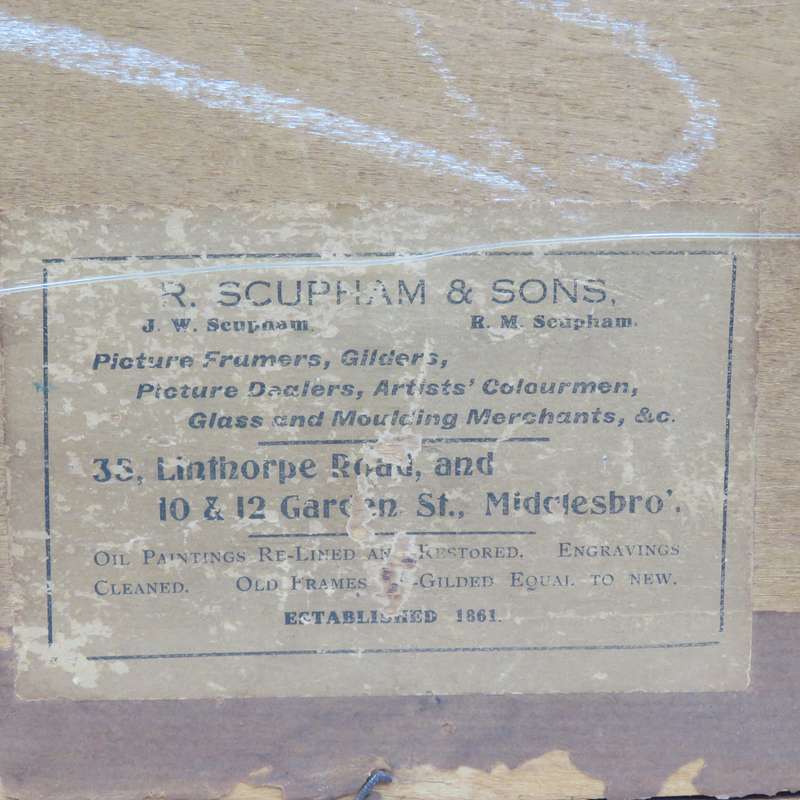 R. SCUPHAM & SONS,
J. W. Scupham. R. M. Scupham.
Picture Framers, Gilders,
Picture Dealers, Artists' Colourmen,
Glass and Moulding Merchants, &c.
Linthorpe Road, and
10 & 12 Garden St., Middlesbro'.
OIL PAINTINGS RE-LINED AND RESTORED. ENGRAVINGS
CLEANED. OLD FRAMES RE-GILDED EQUAL TO NEW.
ESTABLISHED 1861.